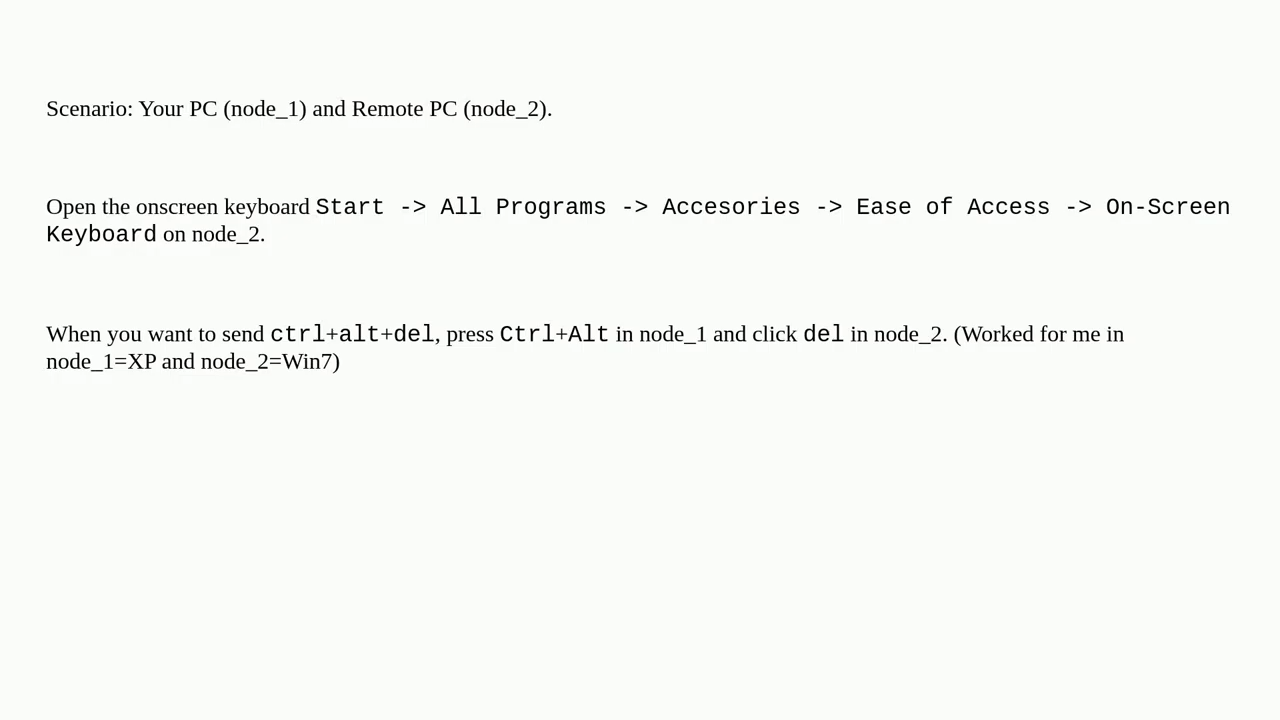 Scenario: Your PC (node_1) and Remote PC (node_2).
Open the onscreen keyboard Start -> All Programs -> Accesories -> Ease of Access -> On-Screen
Keyboard on node_2.
When you want to send ctrl+alt+del, press Ctrl+Alt in node_1 and click del in node_2. (Worked for me in
node_1=XP and node_2=Win7)